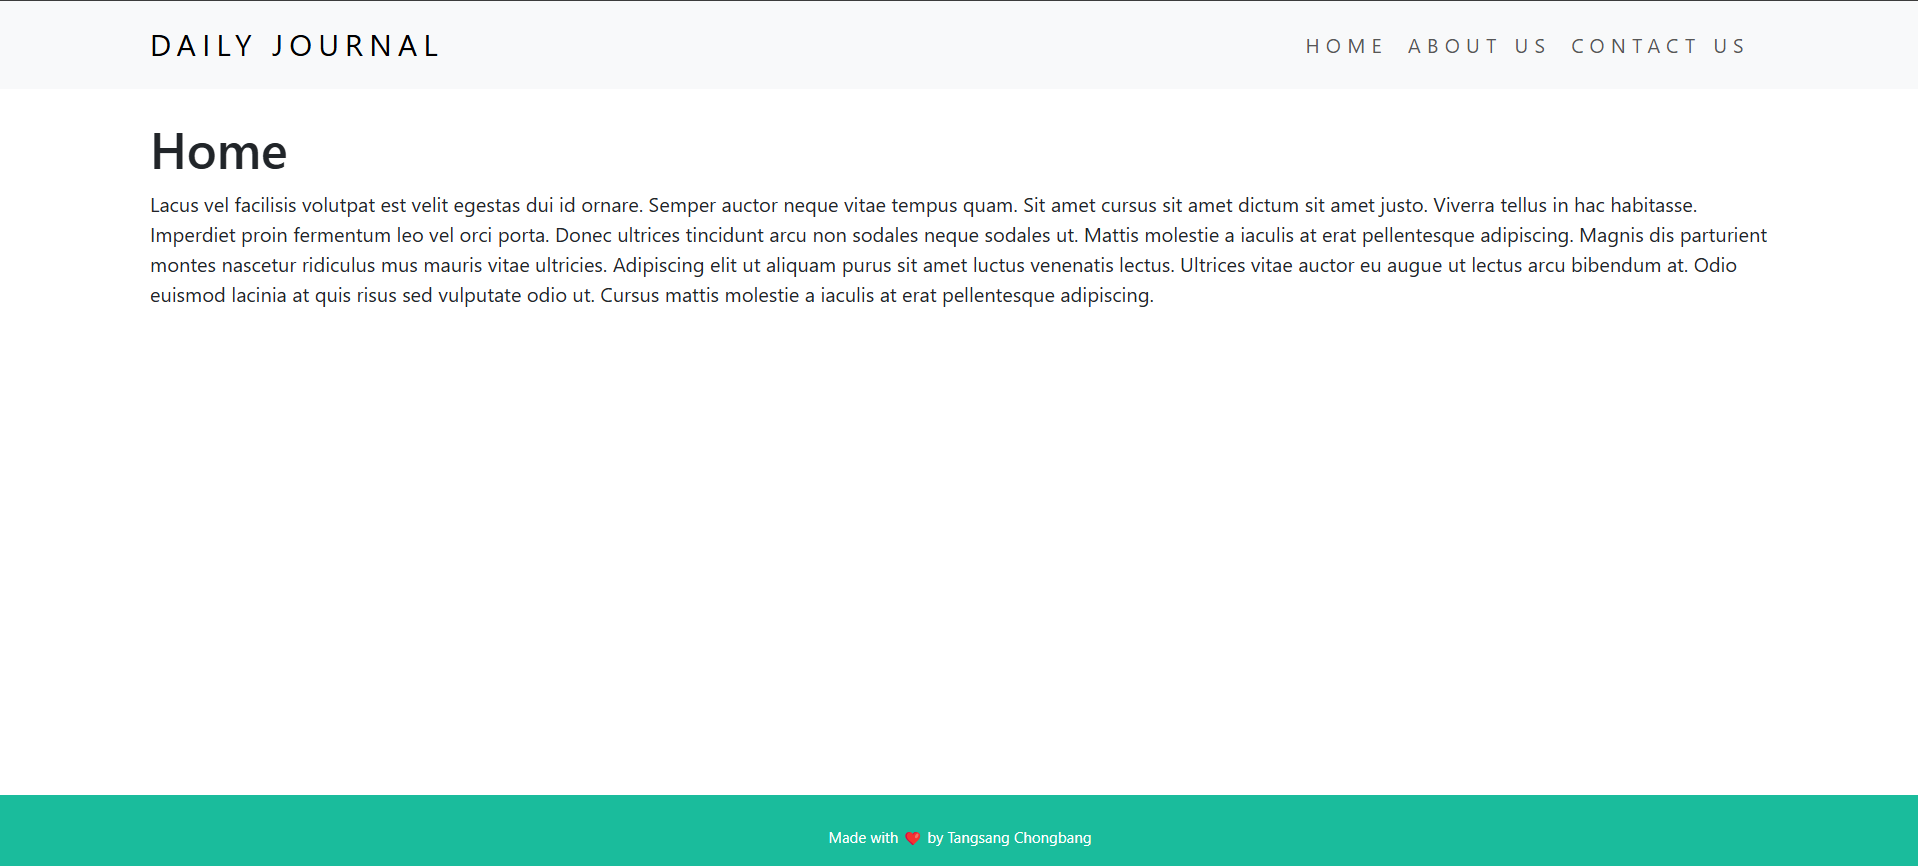 DAILY JOURNAL
HOME ABOUT US CONTACT US
Home
Lacus vel facilisis volutpat est velit egestas dui id ornare. Semper auctor neque vitae tempus quam. Sit amet cursus sit amet dictum sit amet justo. Viverra tellus in hac habitasse.
Imperdiet proin fermentum leo vel orci porta. Donec ultrices tincidunt arcu non sodales neque sodales ut. Mattis molestie a iaculis at erat pellentesque adipiscing. Magnis dis parturient
montes nascetur ridiculus mus mauris vitae ultricies. Adipiscing elit ut aliquam purus sit amet luctus venenatis lectus. Ultrices vitae auctor eu augue ut lectus arcu bibendum at. Odio
euismod lacinia at quis risus sed vulputate odio ut. Cursus mattis molestie a iaculis at erat pellentesque adipiscing.
Made with ❤️ by Tangsang Chongbang